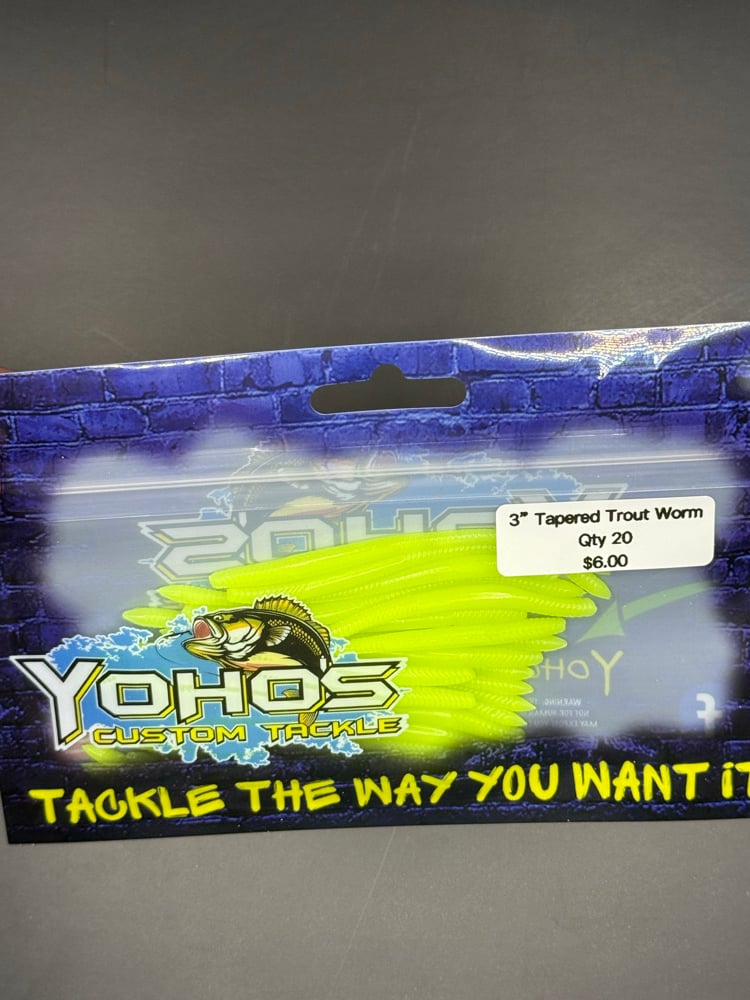 3” Tapered Trout Worm
Qty 20
$6.00
YOHOS
CUSTOM TACKLE
TACKLE THE WAY YOU WANT iT